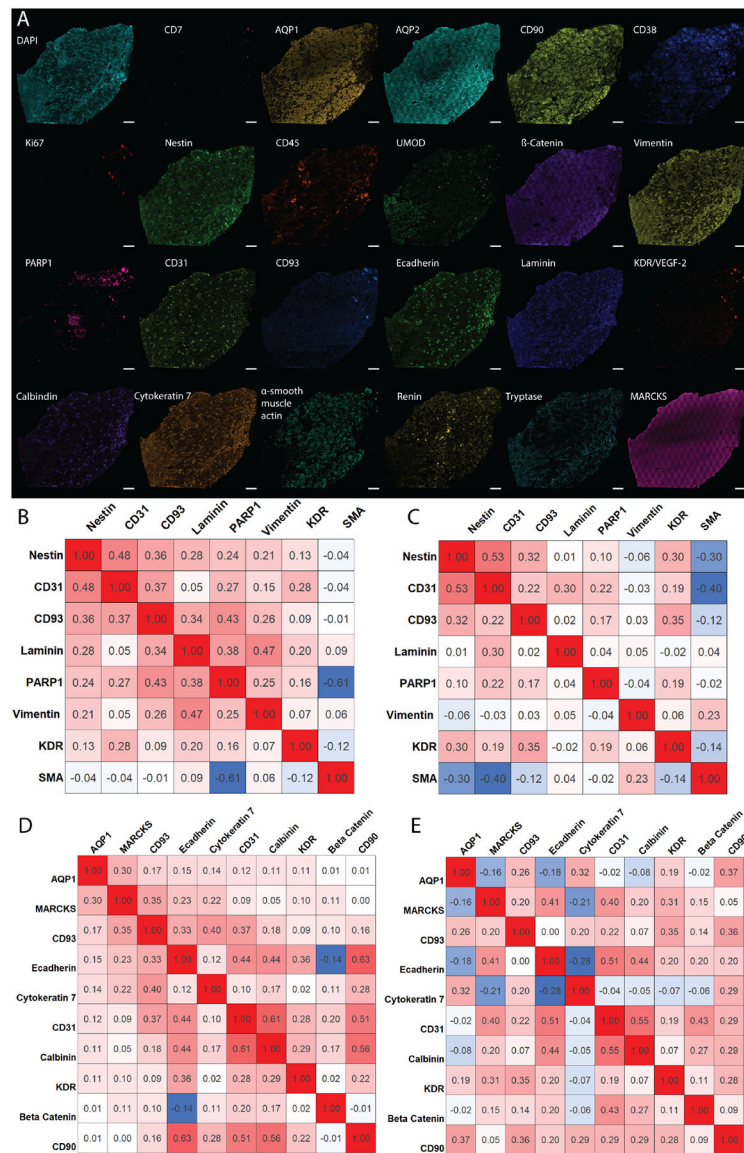 A
DAPI CD7 AQP1 AQP2 CD90 CD38
Ki67 Nestin CD45 UMOD ß-Catenin Vimentin
PARP1 CD31 CD93 Ecadherin Laminin KDR/VEGF-2
Calbindin Cytokeratin 7 α-smooth muscle actin Renin Tryptase MARCKS
B
Nestin CD31 CD93 Laminin PARP1 Vimentin KDR SMA
Nestin 1.00 0.48 0.36 0.28 0.24 0.21 0.13 -0.04
CD31 0.48 1.00 0.37 0.05 0.27 0.15 0.28 -0.04
CD93 0.36 0.37 1.00 0.34 0.43 0.26 0.09 -0.01
Laminin 0.28 0.05 0.34 1.00 0.38 0.47 0.20 0.09
PARP1 0.24 0.27 0.43 0.38 1.00 0.25 0.16 -0.61
Vimentin 0.21 0.05 0.26 0.47 0.25 1.00 0.07 0.06
KDR 0.13 0.28 0.09 0.20 0.16 0.07 1.00 -0.12
SMA -0.04 -0.04 -0.01 0.09 -0.61 0.06 -0.12 1.00
C
Nestin CD31 CD93 Laminin PARP1 Vimentin KDR SMA
Nestin 1.00 0.53 0.32 0.01 0.10 -0.06 0.30 -0.30
CD31 0.53 1.00 0.22 0.30 0.22 -0.03 0.19 -0.40
CD93 0.32 0.22 1.00 0.02 0.17 0.03 0.35 -0.12
Laminin 0.01 0.30 0.02 1.00 0.04 0.05 -0.02 0.04
PARP1 0.10 0.22 0.17 0.04 1.00 -0.04 0.19 -0.02
Vimentin -0.06 -0.03 0.03 0.05 -0.04 1.00 0.06 0.23
KDR 0.30 0.19 0.35 -0.02 0.19 0.06 1.00 -0.14
SMA -0.30 -0.40 -0.12 0.04 -0.02 0.23 -0.14 1.00
D
AQP1 MARCKS CD93 Ecadherin Cytokeratin 7 CD31 Calbinin KDR Beta Catenin CD90
AQP1 1.00 0.30 0.17 0.15 0.14 0.12 0.11 0.11 0.01 0.01
MARCKS 0.30 1.00 0.35 0.23 0.22 0.09 0.05 0.10 0.11 0.00
CD93 0.17 0.35 1.00 0.33 0.40 0.37 0.18 0.09 0.10 0.16
Ecadherin 0.15 0.23 0.33 1.00 0.12 0.44 0.44 0.36 -0.14 0.63
Cytokeratin 7 0.14 0.22 0.40 0.12 1.00 0.10 0.17 0.02 0.11 0.28
CD31 0.12 0.09 0.37 0.44 0.10 1.00 0.61 0.28 0.20 0.51
Calbinin 0.11 0.05 0.18 0.44 0.17 0.61 1.00 0.29 0.17 0.56
KDR 0.11 0.10 0.09 0.36 0.02 0.28 0.29 1.00 0.02 0.22
Beta Catenin 0.01 0.11 0.10 -0.14 0.11 0.20 0.17 0.02 1.00 -0.01
CD90 0.01 0.00 0.16 0.63 0.28 0.51 0.56 0.22 -0.01 1.00
E
AQP1 MARCKS CD93 Ecadherin Cytokeratin 7 CD31 Calbinin KDR Beta Catenin CD90
AQP1 1.00 -0.16 0.26 -0.18 0.32 -0.02 -0.08 0.19 -0.02 0.37
MARCKS -0.16 1.00 0.20 0.41 -0.21 0.40 0.20 0.31 0.15 0.05
CD93 0.26 0.20 1.00 0.00 0.20 0.22 0.07 0.35 0.14 0.36
Ecadherin -0.18 0.41 0.00 1.00 -0.28 0.51 0.44 0.20 0.20 0.20
Cytokeratin 7 0.32 -0.21 0.20 -0.28 1.00 -0.04 -0.05 -0.07 -0.06 0.29
CD31 -0.02 0.40 0.22 0.51 -0.04 1.00 0.55 0.19 0.43 0.29
Calbinin -0.08 0.20 0.07 0.44 -0.05 0.55 1.00 0.07 0.27 0.29
KDR 0.19 0.31 0.35 0.20 -0.07 0.19 0.07 1.00 0.11 0.28
Beta Catenin -0.02 0.15 0.14 0.20 -0.06 0.43 0.27 0.11 1.00 0.09
CD90 0.37 0.05 0.36 0.20 0.29 0.29 0.29 0.28 0.09 1.00